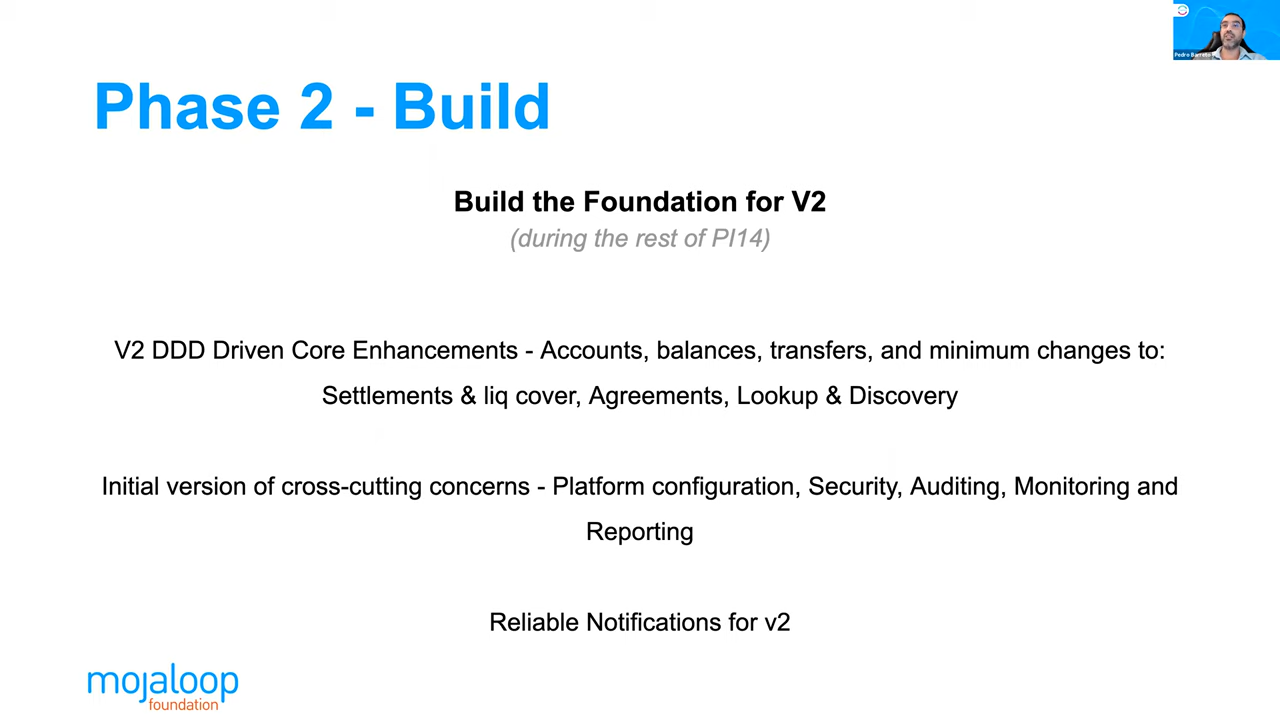 Pedro Barreto
Phase 2 - Build
Build the Foundation for V2
(during the rest of PI14)
V2 DDD Driven Core Enhancements - Accounts, balances, transfers, and minimum changes to:
Settlements & liq cover, Agreements, Lookup & Discovery
Initial version of cross-cutting concerns - Platform configuration, Security, Auditing, Monitoring and
Reporting
Reliable Notifications for v2
mojaloop
foundation